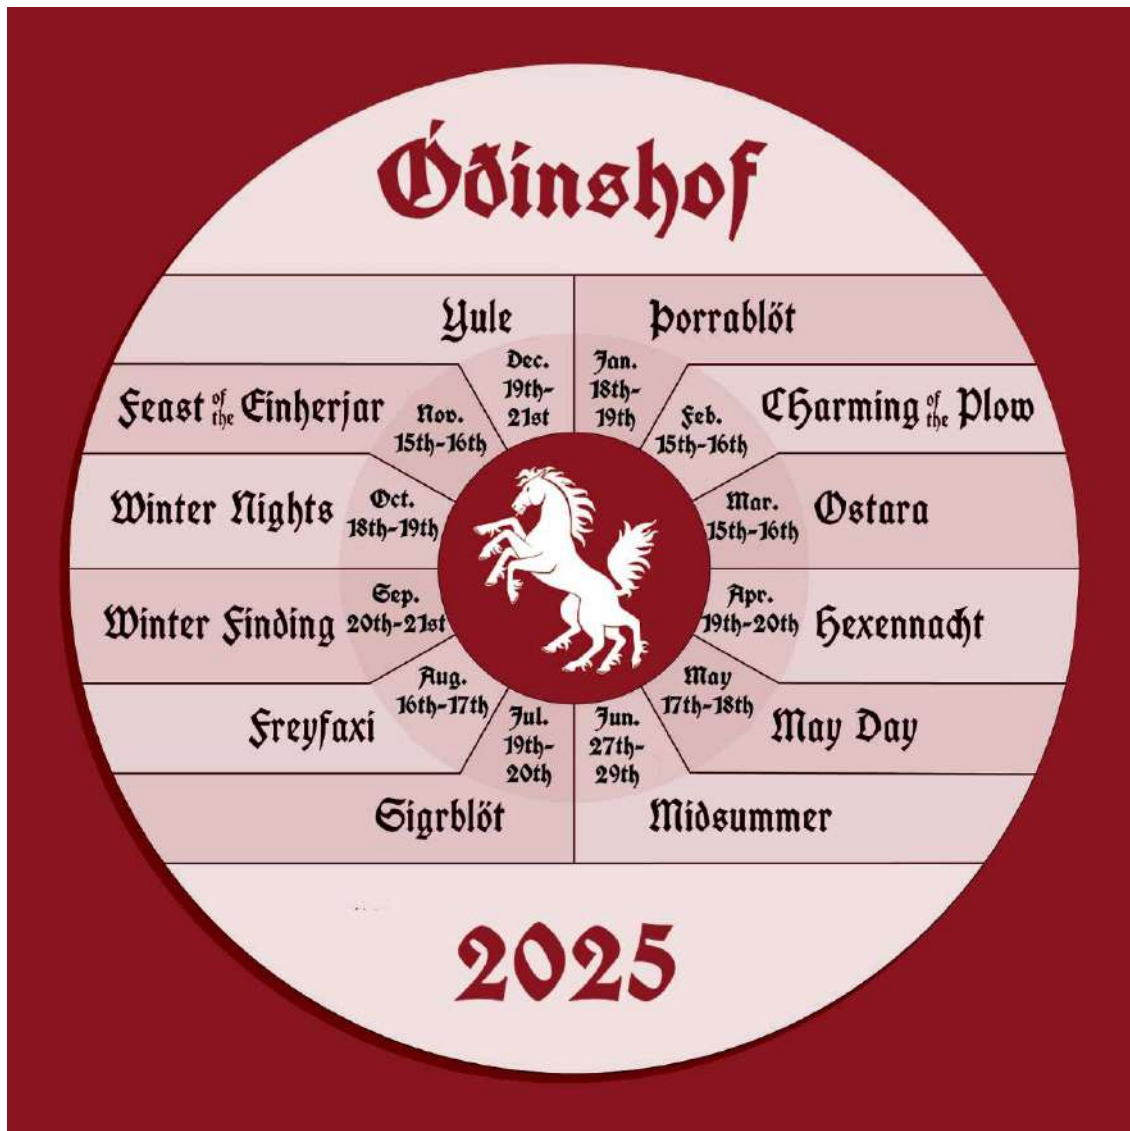 Óðinshof
Yule
Dec.
19th-
21st
Þorrablöt
Jan.
18th-
19th
Charming of the Plow
Feb.
15th-16th
Ostara
Mar.
15th-16th
Hexennacht
Apr.
19th-20th
May Day
May
17th-18th
Midsummer
Jun.
27th-
29th
Sigrblöt
Jul.
19th-
20th
Freyfaxi
Aug.
16th-17th
Winter Finding
Sep.
20th-21st
Winter Nights
Oct.
18th-19th
Feast of the Einherjar
Nov.
15th-16th
2025